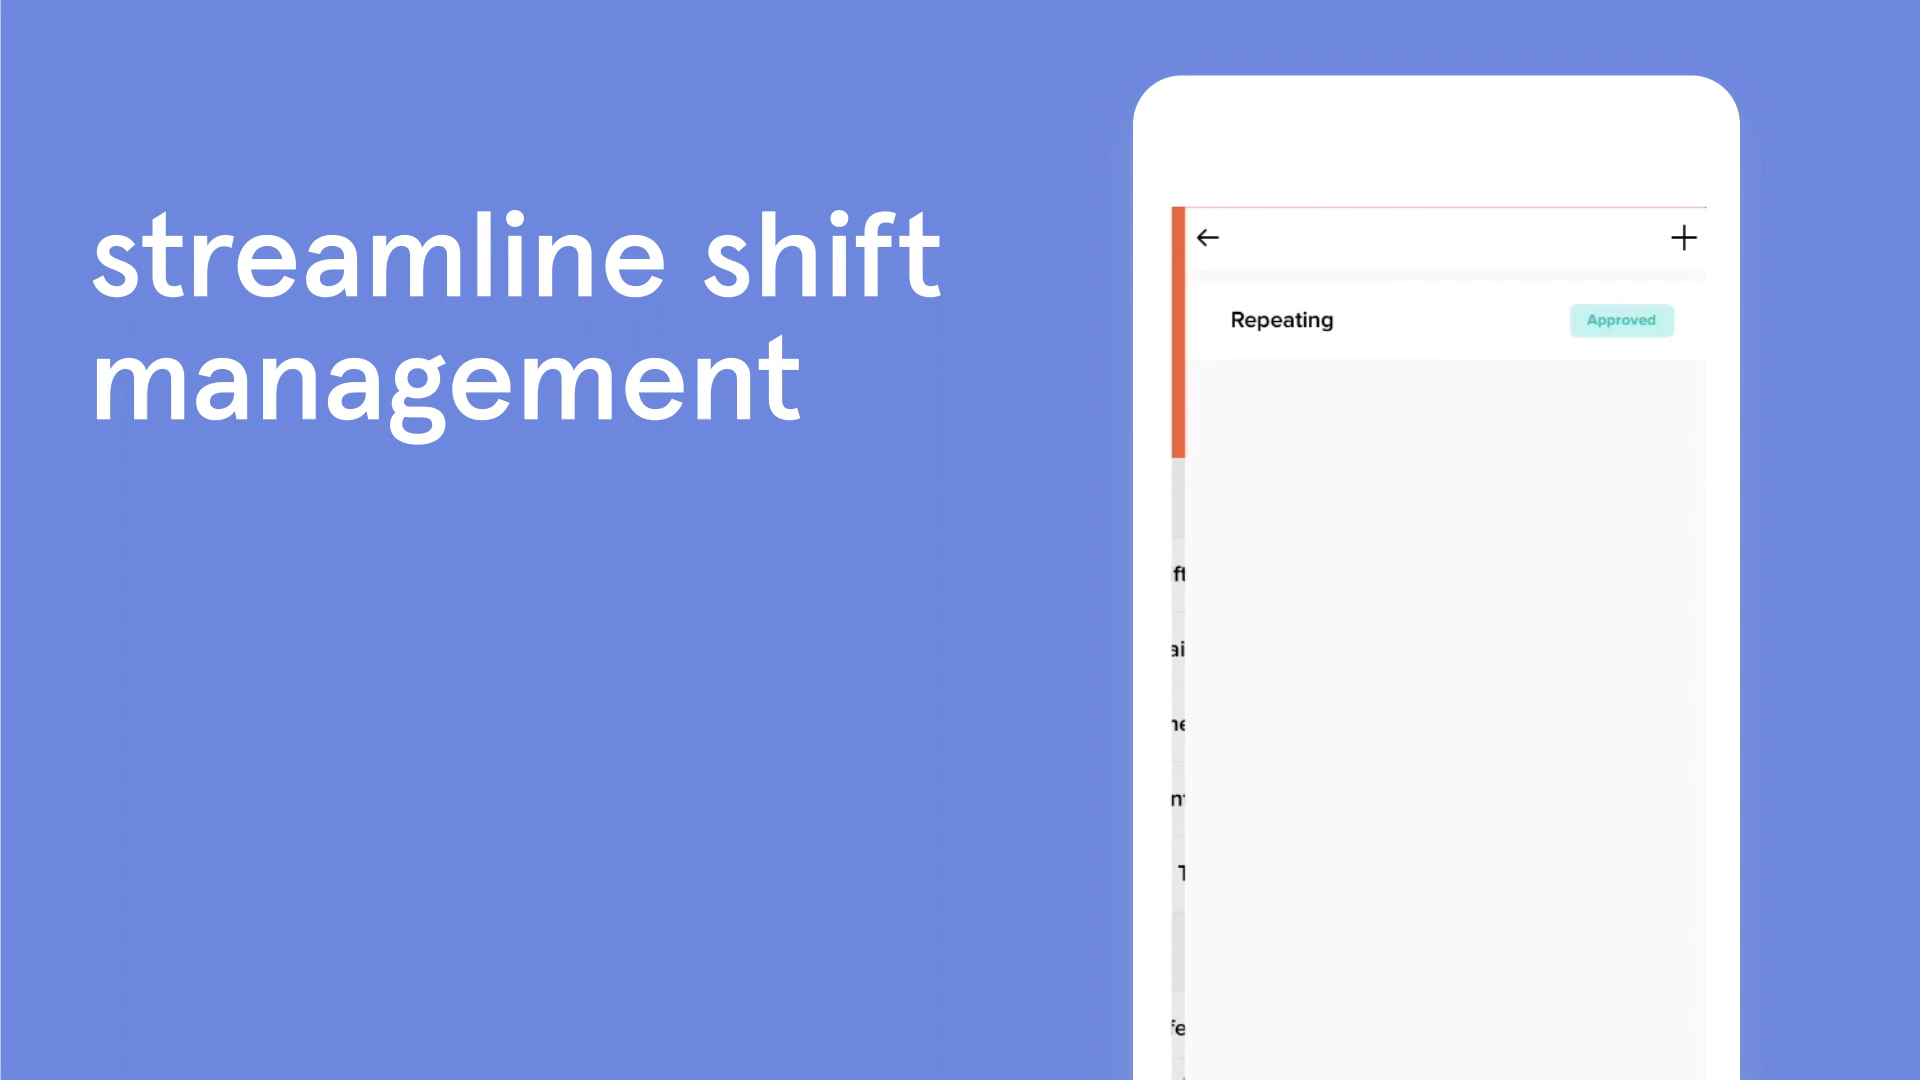 streamline shift
management
Repeating
Approved